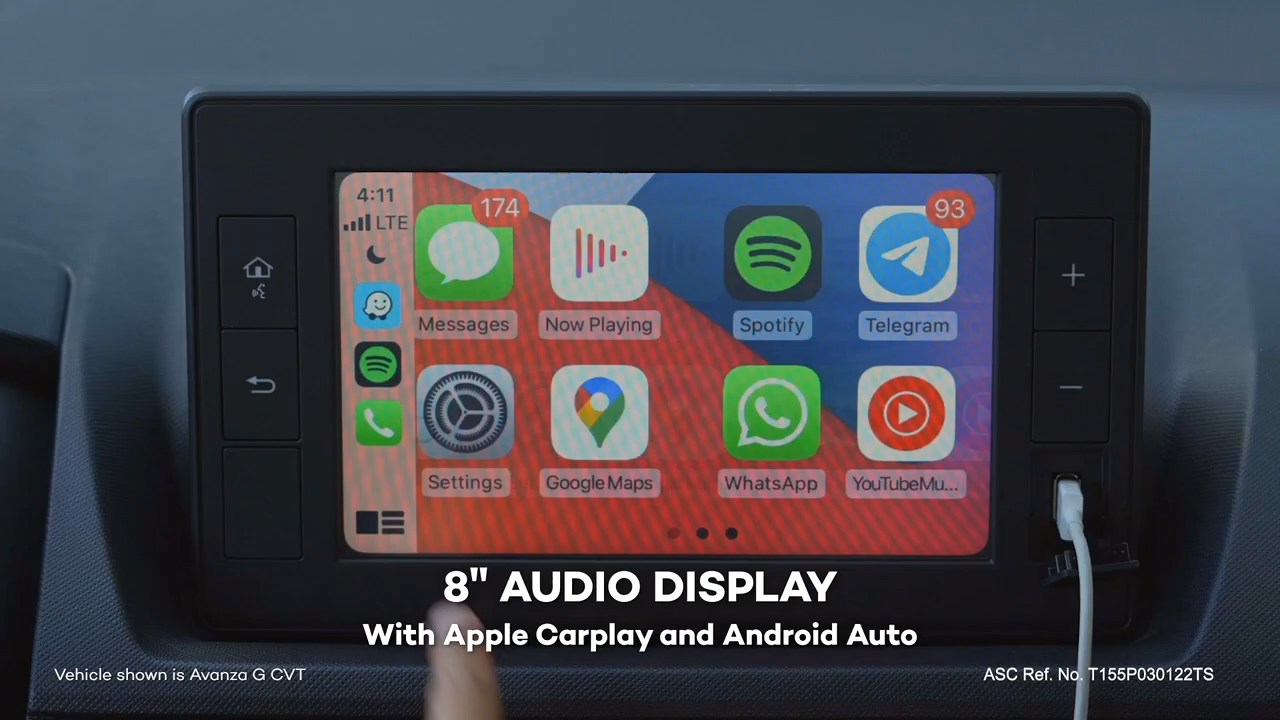 4:11
LTE
174
93
Messages
Now Playing
Spotify
Telegram
Settings
Google Maps
WhatsApp
YouTubeMu...
8" AUDIO DISPLAY
With Apple Carplay and Android Auto
Vehicle shown is Avanza G CVT
ASC Ref. No. T155P030122TS